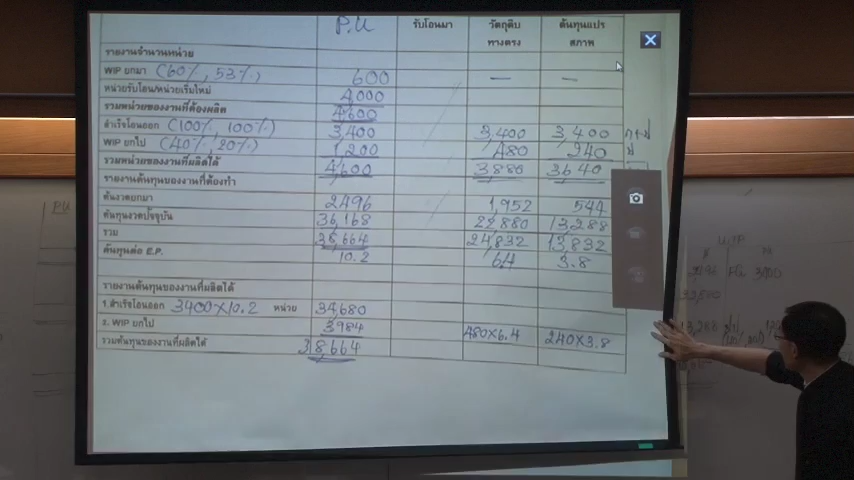 P.U รับโอนมา วัตถุดิบทางตรง ต้นทุนแปรสภาพ
รายงานจำนวนหน่วย
WIP ยกมา (60%, 53%) 600 — —
หน่วยรับโอน/หน่วยเริ่มใหม่ 4,000
รวมหน่วยของงานที่ต้องผลิต 4,600
สำเร็จโอนออก (100%, 100%) 3,400 3,400 3,400
WIP ยกไป (40%, 20%) 1,200 480 240
รวมหน่วยของงานที่ผลิตได้ 4,600 3,880 3,640
รายงานต้นทุนของงานที่ต้องทำ
ต้นงวดยกมา 2496 1,952 544
ต้นทุนงวดปัจจุบัน 36,168 22,880 13,288
รวม 38,664 24,832 13,832
ต้นทุนต่อ E.P. 10.2 6.4 3.8
รายงานต้นทุนของงานที่ผลิตได้
1.สำเร็จโอนออก 3400×10.2 หน่วย 34,680
2. WIP ยกไป 3984 480×6.4 240×3.8
รวมต้นทุนของงานที่ผลิตได้ 38,664
PU
WIP